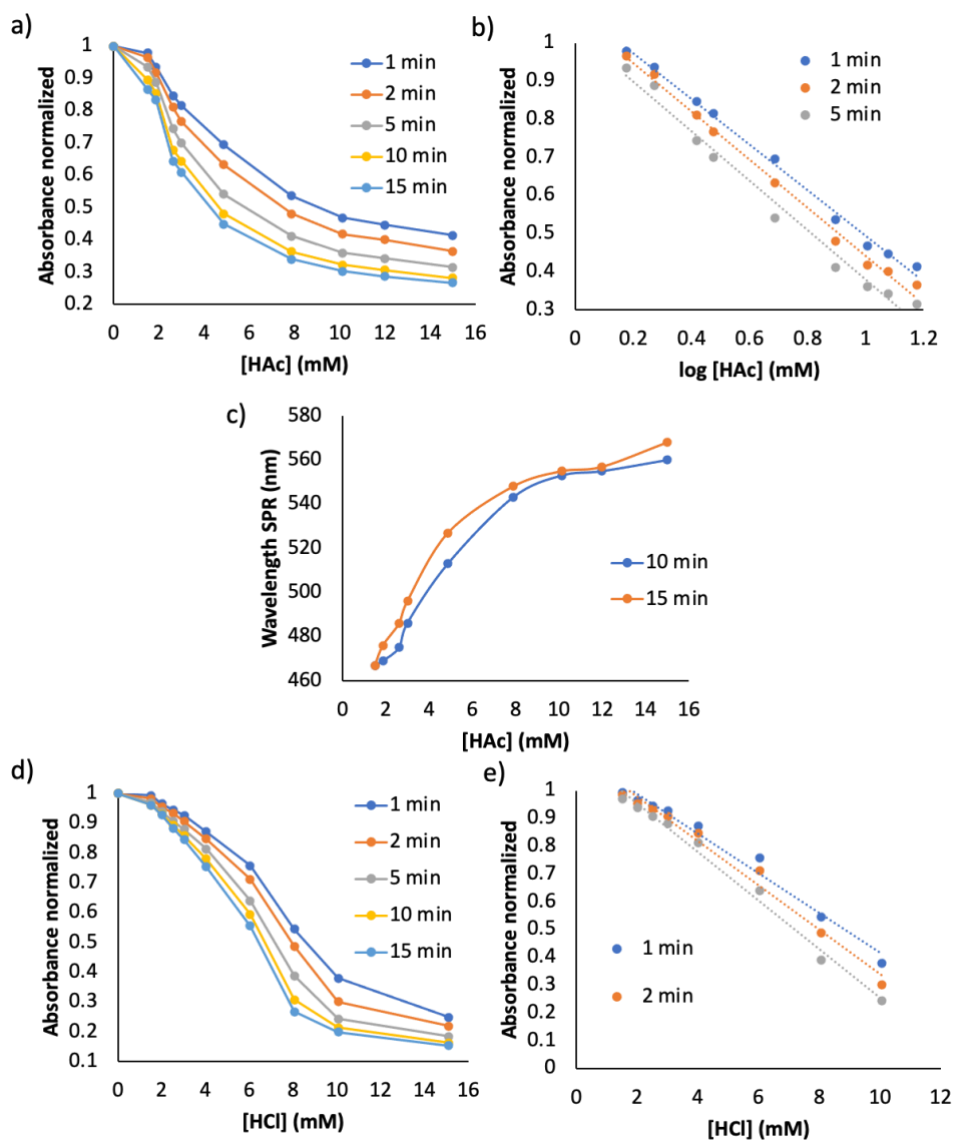 a)
Absorbance normalized
1
0.9
0.8
0.7
0.6
0.5
0.4
0.3
0.2
0 2 4 6 8 10 12 14 16
[HAc] (mM)
1 min
2 min
5 min
10 min
15 min
b)
Absorbance normalized
1
0.9
0.8
0.7
0.6
0.5
0.4
0.3
0 0.2 0.4 0.6 0.8 1 1.2
log [HAc] (mM)
1 min
2 min
5 min
c)
Wavelength SPR (nm)
580
560
540
520
500
480
460
0 2 4 6 8 10 12 14 16
[HAc] (mM)
10 min
15 min
d)
Absorbance normalized
1
0.9
0.8
0.7
0.6
0.5
0.4
0.3
0.2
0.1
0 2 4 6 8 10 12 14 16
[HCl] (mM)
1 min
2 min
5 min
10 min
15 min
e)
Absorbance normalized
1
0.9
0.8
0.7
0.6
0.5
0.4
0.3
0.2
0.1
0
0 2 4 6 8 10 12
[HCl] (mM)
1 min
2 min